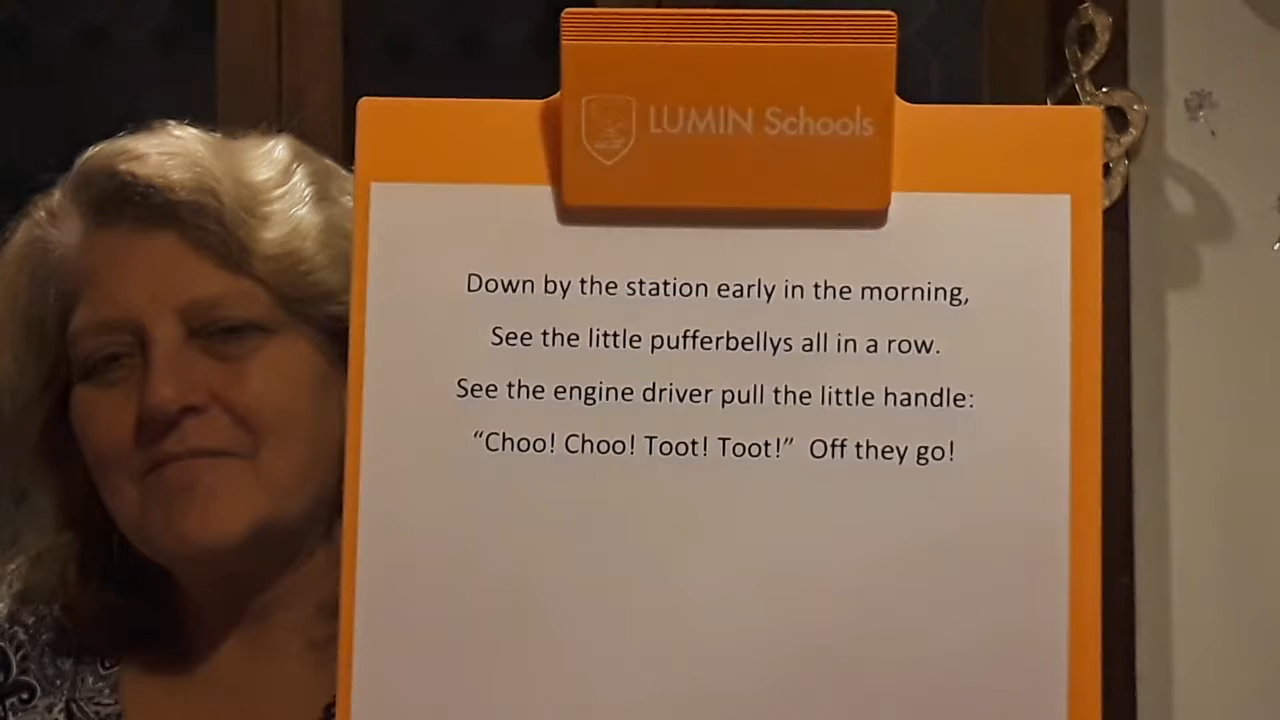 LUMIN Schools
Down by the station early in the morning,
See the little pufferbellys all in a row.
See the engine driver pull the little handle:
“Choo! Choo! Toot! Toot!”  Off they go!